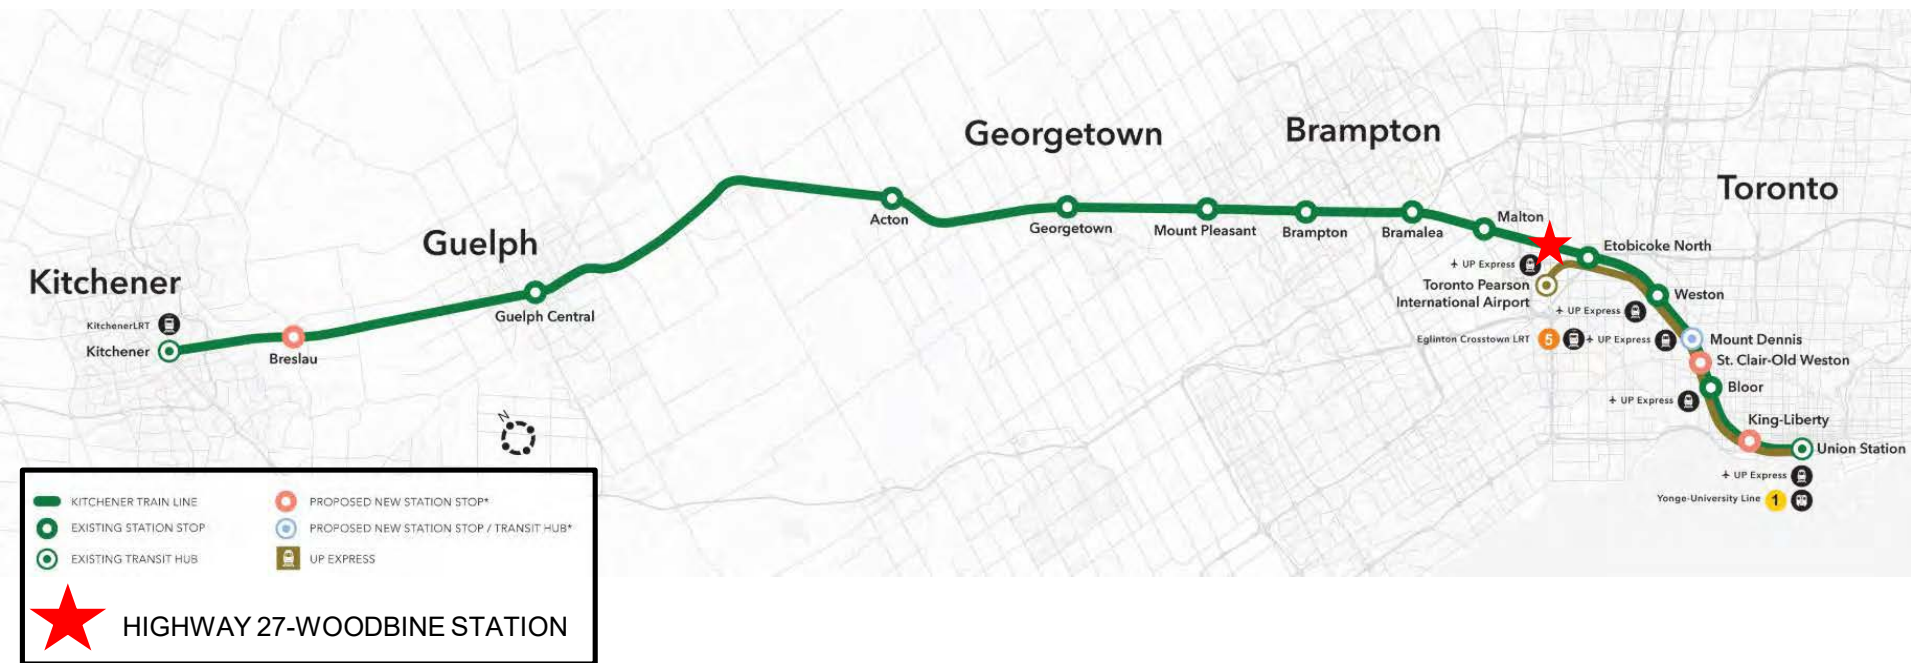 Georgetown
Brampton
Toronto
Guelph
Kitchener
Malton
Acton
Georgetown
Mount Pleasant
Brampton
Bramalea
Etobicoke North
UP Express
Toronto Pearson
International Airport
Weston
UP Express
Eglinton Crosstown LRT
5
UP Express
Mount Dennis
St. Clair-Old Weston
Bloor
UP Express
King-Liberty
Union Station
UP Express
Yonge-University Line
1
Guelph Central
KitchenerLRT
Kitchener
Breslau
N
KITCHENER TRAIN LINE
EXISTING STATION STOP
EXISTING TRANSIT HUB
PROPOSED NEW STATION STOP*
PROPOSED NEW STATION STOP / TRANSIT HUB*
UP EXPRESS
HIGHWAY 27-WOODBINE STATION